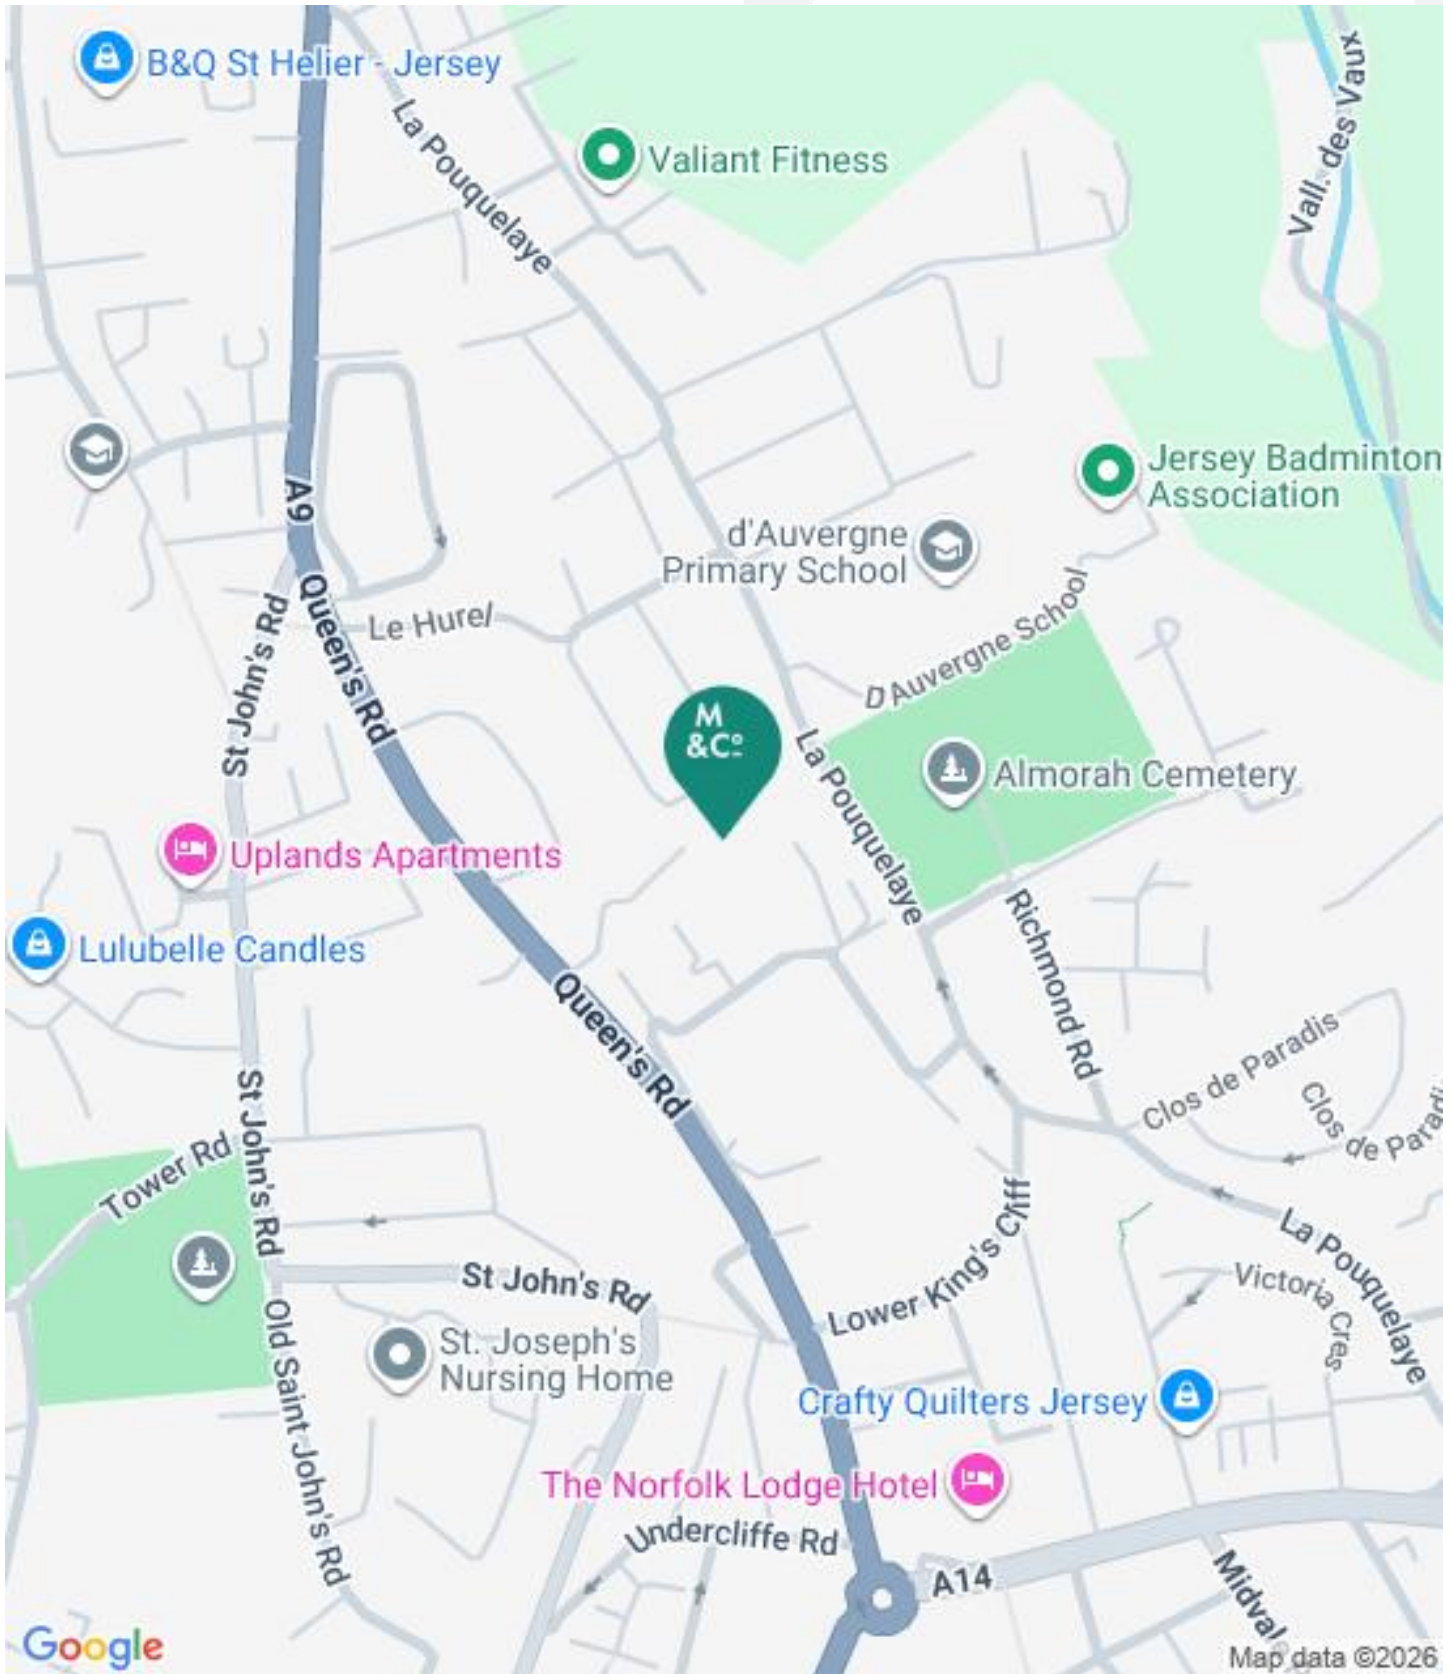 B&Q St Helier - Jersey
La Pouquelaye
Valiant Fitness
Vall. des Vaux
A9
Jersey Badminton
Association
d'Auvergne
Primary School
D'Auvergne School
Le Hurel
St John's Rd
Queen's Rd
M
&Cº
La Pouquelaye
Almorah Cemetery
Uplands Apartments
Lulubelle Candles
Richmond Rd
Queen's Rd
Clos de Paradis
Clos de Paradi
St John's Rd
Tower Rd
La Pouquelaye
Lower King's Cliff
Victoria Cres
St John's Rd
Old Saint John's Rd
St. Joseph's
Nursing Home
Crafty Quilters Jersey
The Norfolk Lodge Hotel
Undercliffe Rd
A14
Midval
Google
Map data ©2026